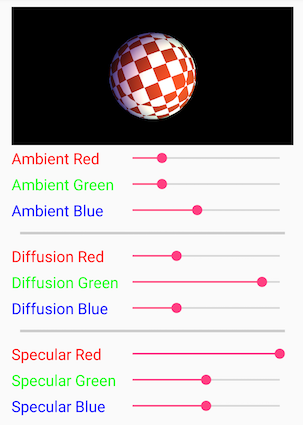 Ambient Red
Ambient Green
Ambient Blue
Diffusion Red
Diffusion Green
Diffusion Blue
Specular Red
Specular Green
Specular Blue